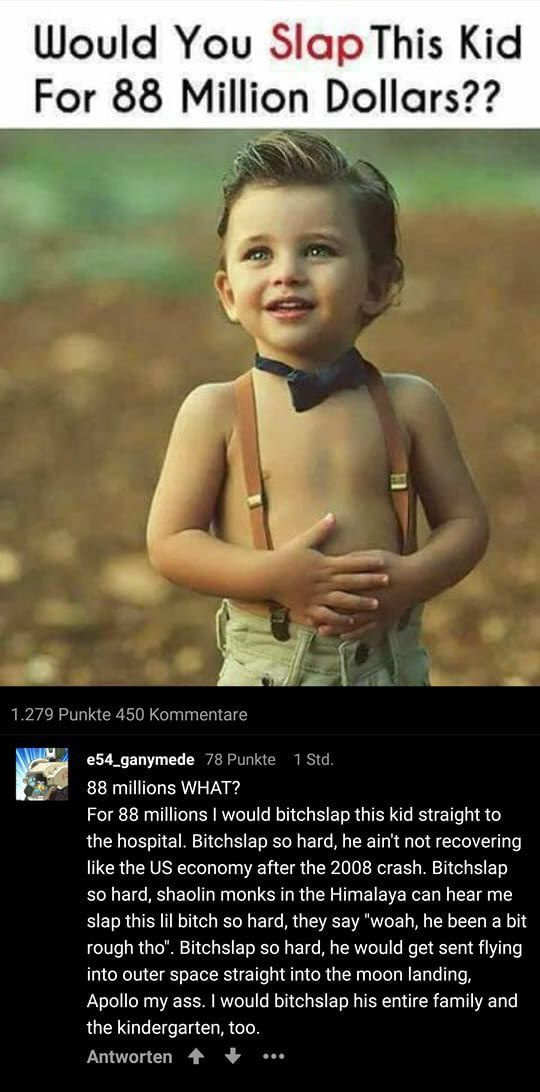 Would You Slap This Kid
For 88 Million Dollars??
1.279 Punkte 450 Kommentare
e54_ganymede 78 Punkte 1 Std.
88 millions WHAT?
For 88 millions I would bitchslap this kid straight to
the hospital. Bitchslap so hard, he ain't not recovering
like the US economy after the 2008 crash. Bitchslap
so hard, shaolin monks in the Himalaya can hear me
slap this lil bitch so hard, they say "woah, he been a bit
rough tho". Bitchslap so hard, he would get sent flying
into outer space straight into the moon landing,
Apollo my ass. I would bitchslap his entire family and
the kindergarten, too.
Antworten